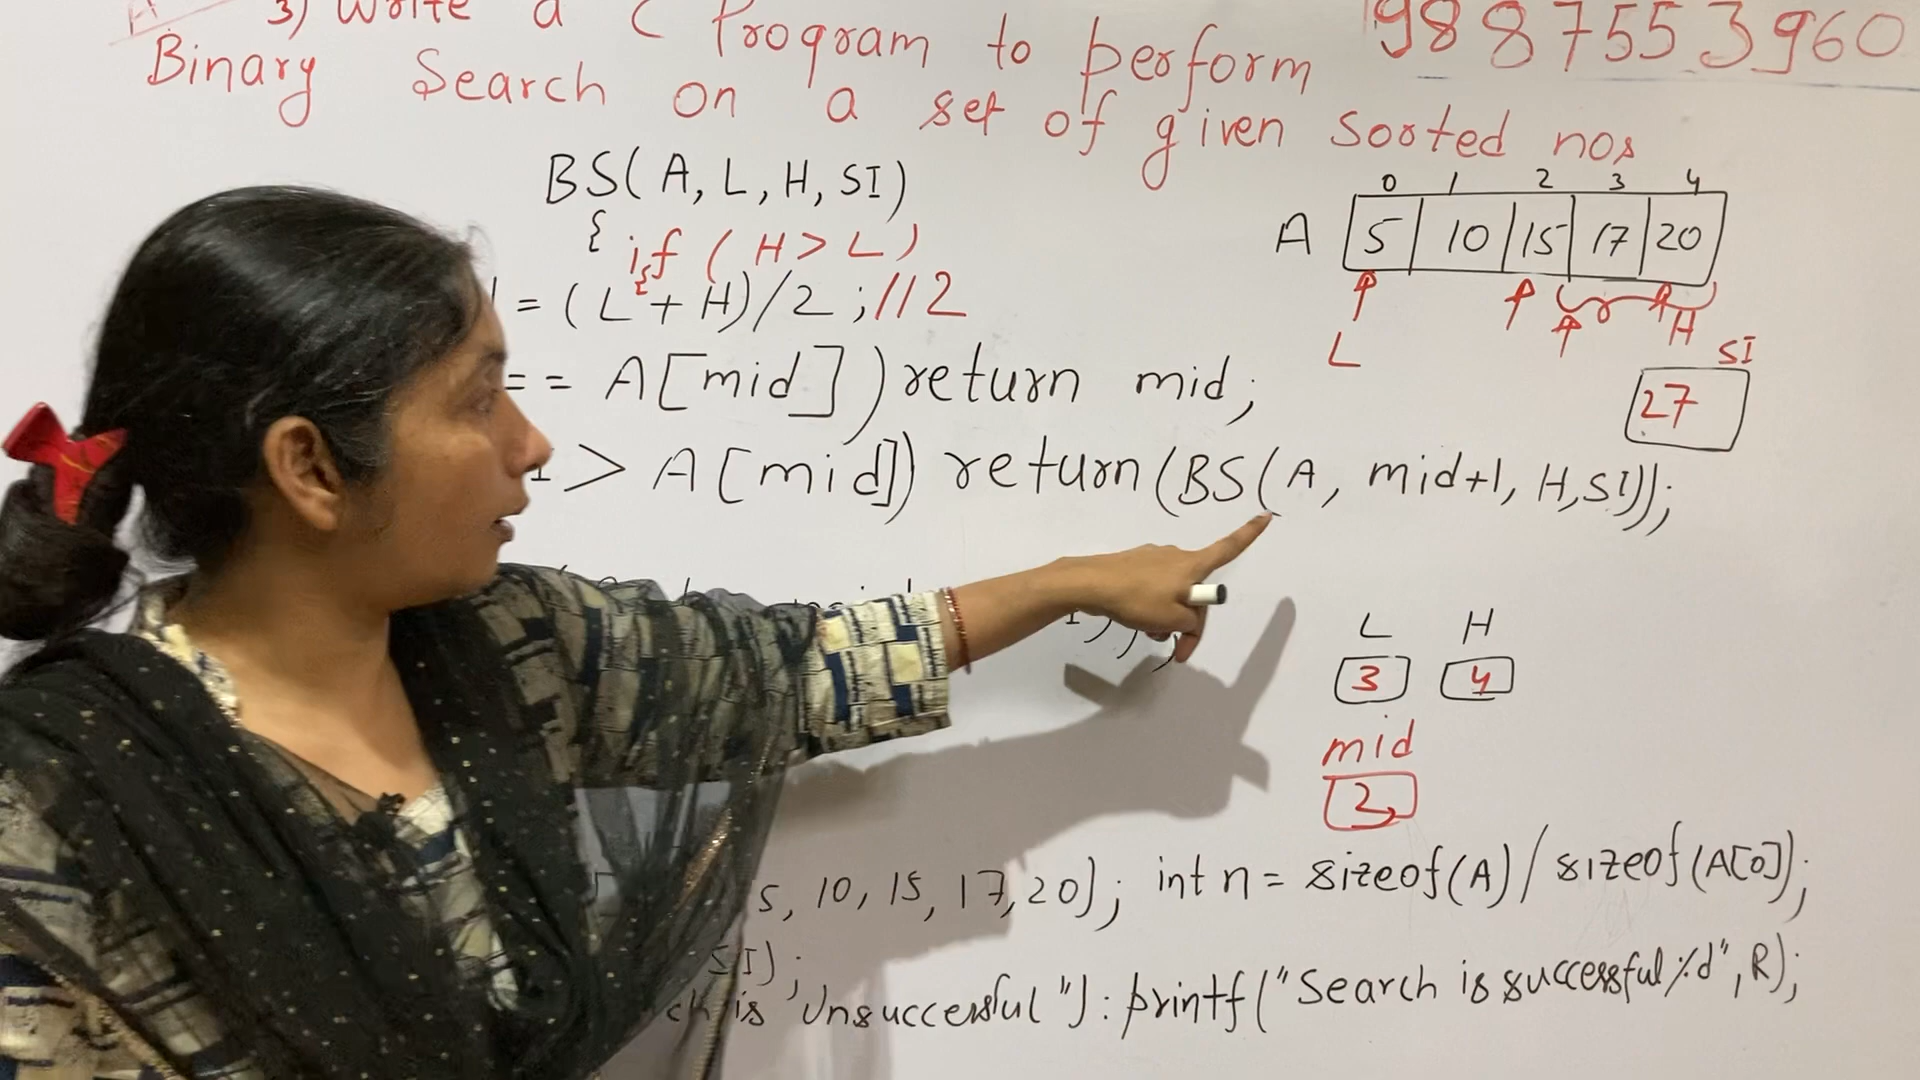 3) Write a C Program to perform
9887553960
Binary Search on a set of given sorted nos
BS(A, L, H, SI)
{ if (H > L)
{
= (L + H)/2 ; //2
== A[mid]) return mid;
> A[mid]) return(BS(A, mid+1, H, SI));
0 1 2 3 4
A 5 10 15 17 20
L H
SI
27
L H
3 4
mid
2
5, 10, 15, 17, 20}; int n = sizeof(A) / sizeof(A[0]);
SI);
is Unsuccessful") : printf("Search is successful %d", R);